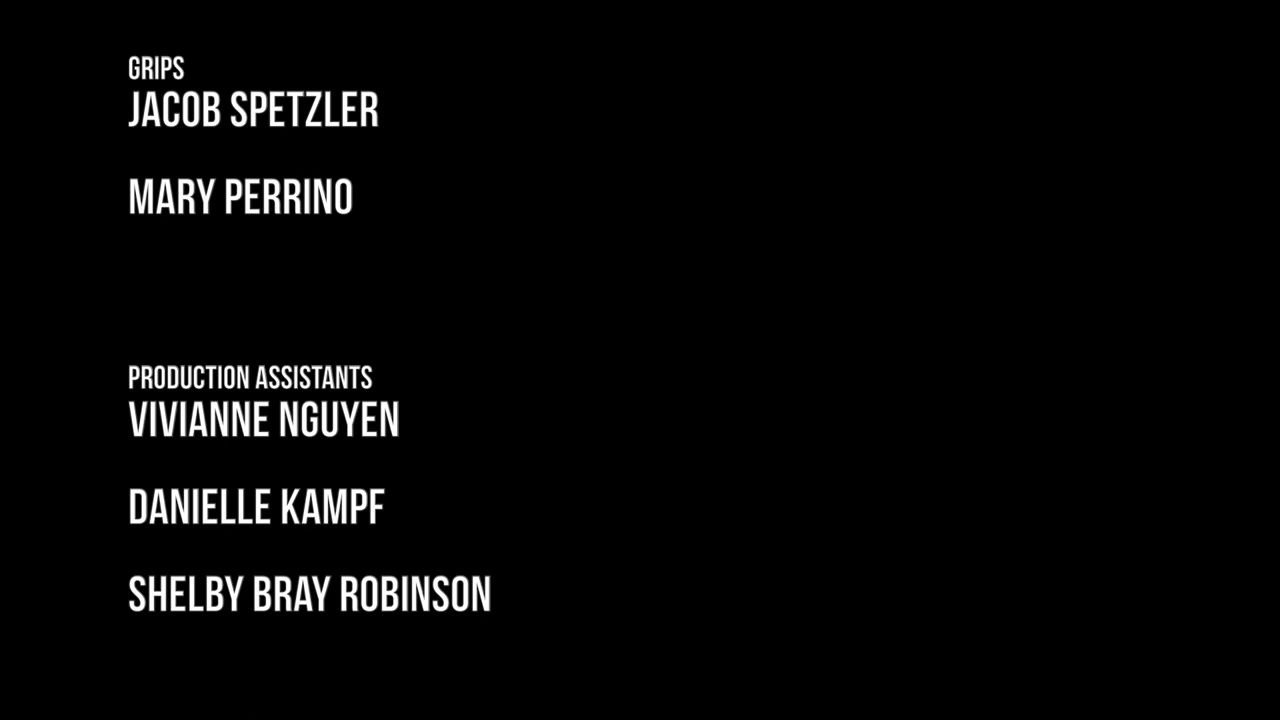 GRIPS
JACOB SPETZLER
MARY PERRINO
PRODUCTION ASSISTANTS
VIVIANNE NGUYEN
DANIELLE KAMPF
SHELBY BRAY ROBINSON